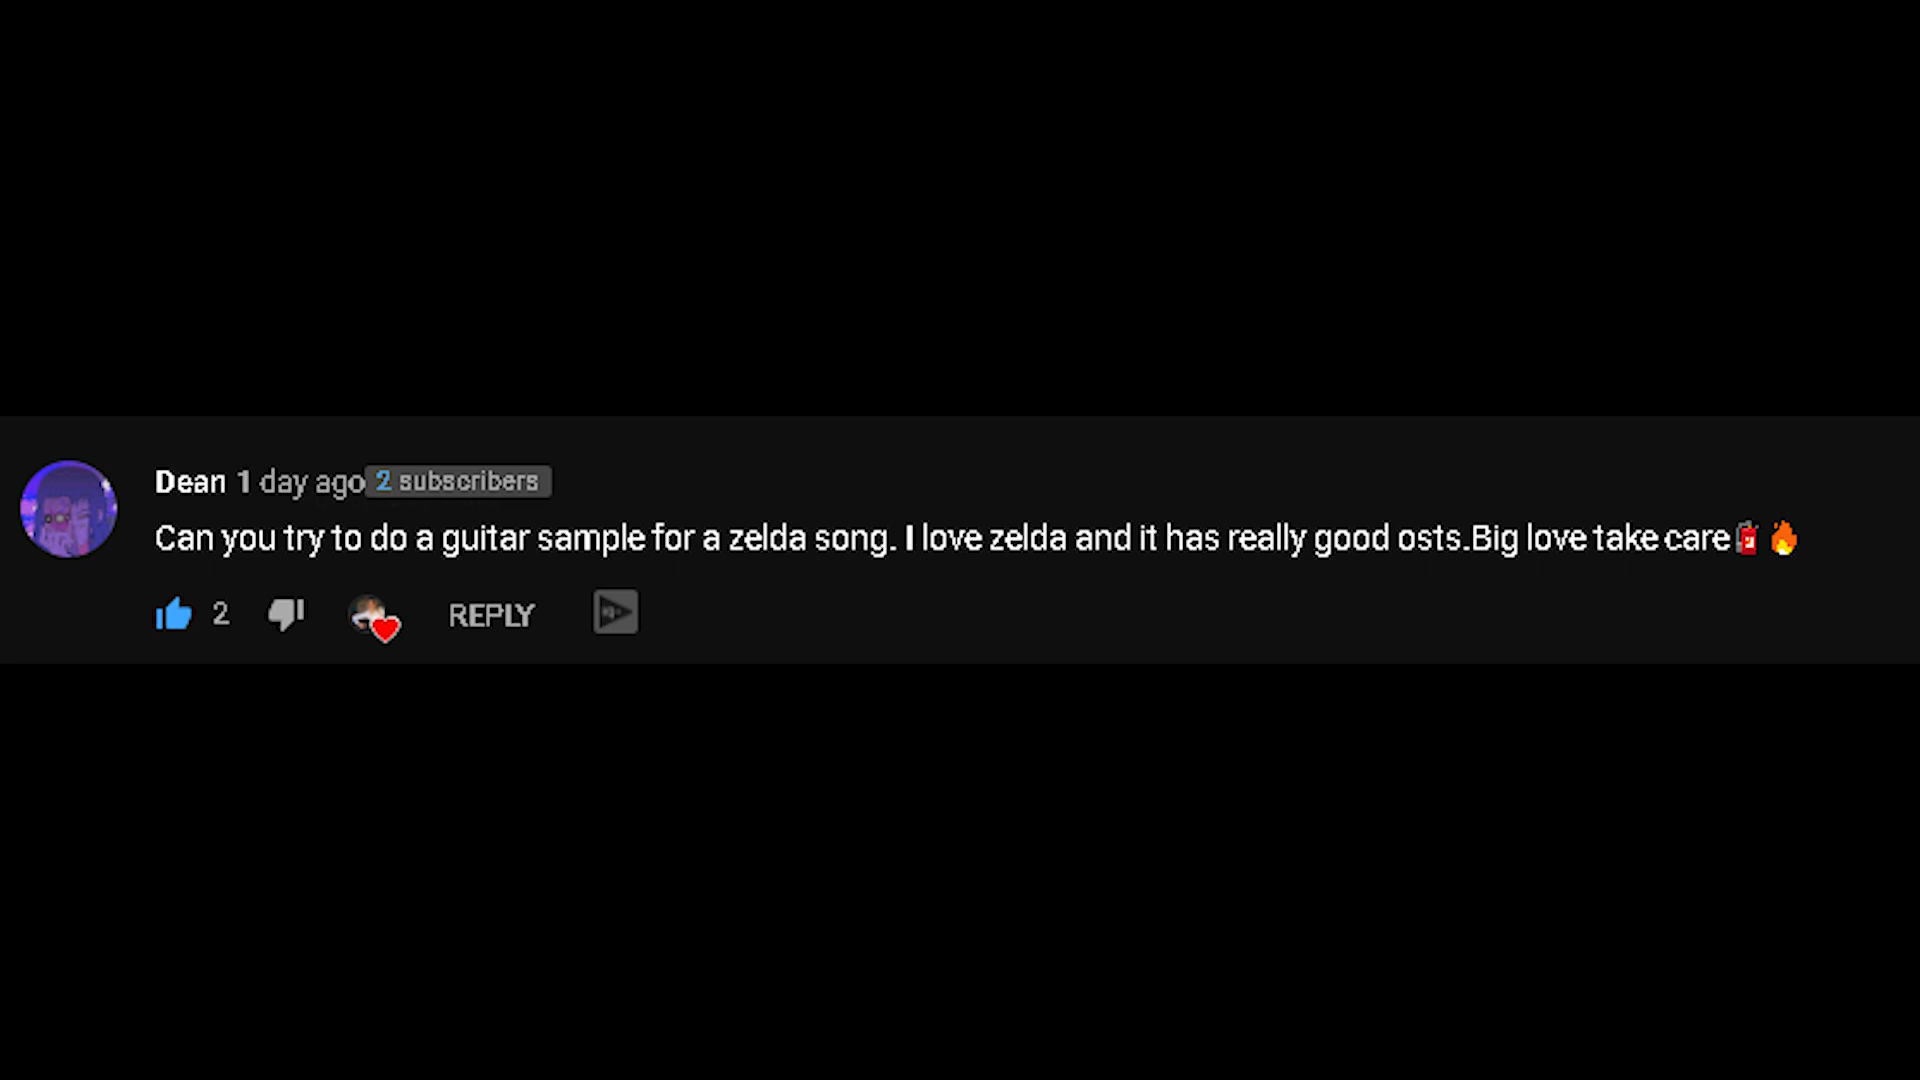 Dean 1 day ago 2 subscribers
Can you try to do a guitar sample for a zelda song. I love zelda and it has really good osts.Big love take care🧯🔥
2 REPLY